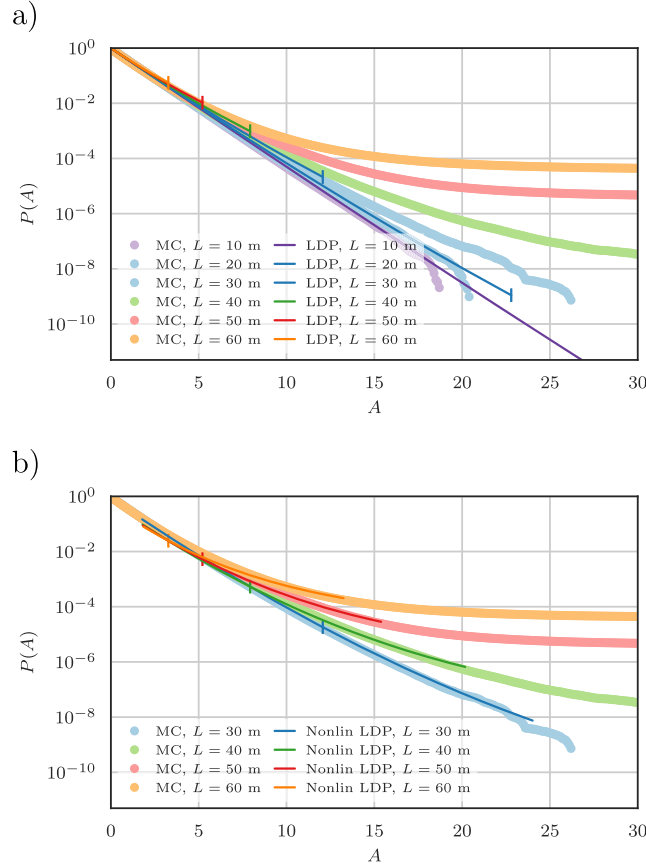 a)
10^0
10^−2
10^−4
10^−6
10^−8
10^−10
P(A)
MC, L = 10 m LDP, L = 10 m
MC, L = 20 m LDP, L = 20 m
MC, L = 30 m LDP, L = 30 m
MC, L = 40 m LDP, L = 40 m
MC, L = 50 m LDP, L = 50 m
MC, L = 60 m LDP, L = 60 m
0 5 10 15 20 25 30
A
b)
10^0
10^−2
10^−4
10^−6
10^−8
10^−10
P(A)
MC, L = 30 m Nonlin LDP, L = 30 m
MC, L = 40 m Nonlin LDP, L = 40 m
MC, L = 50 m Nonlin LDP, L = 50 m
MC, L = 60 m Nonlin LDP, L = 60 m
0 5 10 15 20 25 30
A